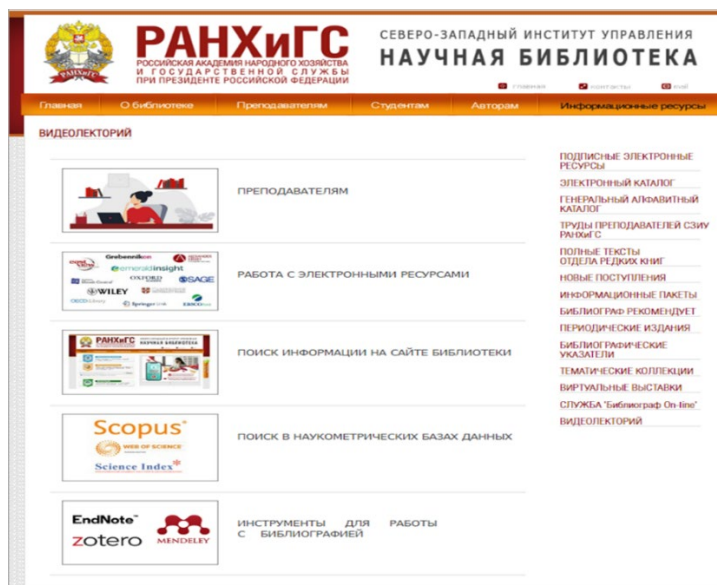 РАНХиГС
РОССИЙСКАЯ АКАДЕМИЯ НАРОДНОГО ХОЗЯЙСТВА
И ГОСУДАРСТВЕННОЙ СЛУЖБЫ
ПРИ ПРЕЗИДЕНТЕ РОССИЙСКОЙ ФЕДЕРАЦИИ
РАНХиГС
СЕВЕРО-ЗАПАДНЫЙ ИНСТИТУТ УПРАВЛЕНИЯ
НАУЧНАЯ БИБЛИОТЕКА
главная контакты
Главная О библиотеке Преподавателям Студентам Авторам Информационные ресурсы
ВИДЕОЛЕКТОРИЙ
ПРЕПОДАВАТЕЛЯМ
Grebennikon
emeraldinsight
OXFORD
SAGE
WILEY
Springer
РАБОТА С ЭЛЕКТРОННЫМИ РЕСУРСАМИ
РАНХиГС
НАУЧНАЯ БИБЛИОТЕКА
ПОИСК ИНФОРМАЦИИ НА САЙТЕ БИБЛИОТЕКИ
Scopus
WEB OF SCIENCE
Science Index
ПОИСК В НАУКОМЕТРИЧЕСКИХ БАЗАХ ДАННЫХ
EndNote
zotero
MENDELEY
ИНСТРУМЕНТЫ ДЛЯ РАБОТЫ
С БИБЛИОГРАФИЕЙ
ПОДПИСНЫЕ ЭЛЕКТРОННЫЕ
РЕСУРСЫ
ЭЛЕКТРОННЫЙ КАТАЛОГ
ГЕНЕРАЛЬНЫЙ АЛФАВИТНЫЙ
КАТАЛОГ
ТРУДЫ ПРЕПОДАВАТЕЛЕЙ СЗИУ
РАНХиГС
ПОЛНЫЕ ТЕКСТЫ
ОТДЕЛА РЕДКИХ КНИГ
НОВЫЕ ПОСТУПЛЕНИЯ
ИНФОРМАЦИОННЫЕ ПАКЕТЫ
БИБЛИОГРАФ РЕКОМЕНДУЕТ
ПЕРИОДИЧЕСКИЕ ИЗДАНИЯ
БИБЛИОГРАФИЧЕСКИЕ
УКАЗАТЕЛИ
ТЕМАТИЧЕСКИЕ КОЛЛЕКЦИИ
ВИРТУАЛЬНЫЕ ВЫСТАВКИ
СЛУЖБА "Библиограф On-line"
ВИДЕОЛЕКТОРИЙ